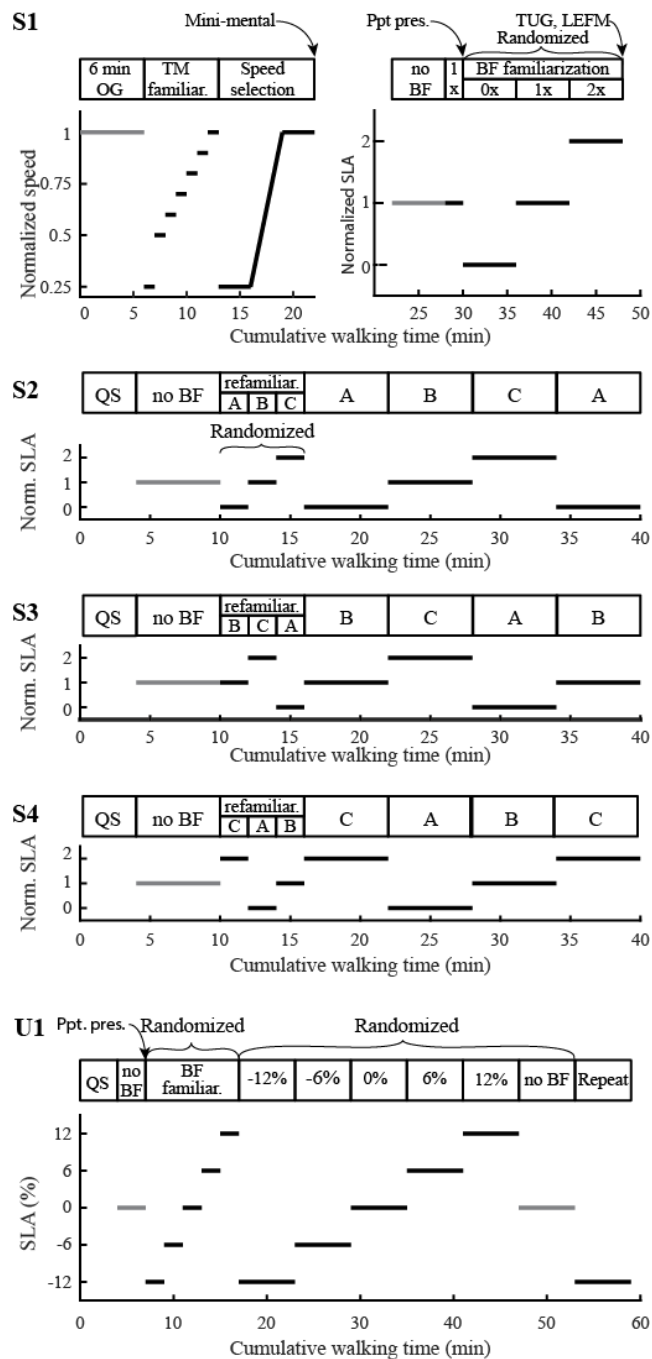 S1
Mini-mental
Ppt pres.
TUG, LEFM
Randomized
6 min OG
TM familiar.
Speed selection
no BF
1 x
BF familiarization
0x 1x 2x
Normalized speed
1
0.75
0.5
0.25
0 5 10 15 20
Normalized SLA
2
1
0
25 30 35 40 45 50
Cumulative walking time (min)
Cumulative walking time (min)
S2
QS
no BF
refamiliar.
A B C
A
B
C
A
Randomized
Norm. SLA
2
1
0
0 5 10 15 20 25 30 35 40
Cumulative walking time (min)
S3
QS
no BF
refamiliar.
B C A
B
C
A
B
Norm. SLA
2
1
0
0 5 10 15 20 25 30 35 40
Cumulative walking time (min)
S4
QS
no BF
refamiliar.
C A B
C
A
B
C
Norm. SLA
2
1
0
0 5 10 15 20 25 30 35 40
Cumulative walking time (min)
U1
Ppt. pres.
Randomized
Randomized
QS
no BF
BF familiar.
-12%
-6%
0%
6%
12%
no BF
Repeat
SLA (%)
12
6
0
-6
-12
0 10 20 30 40 50 60
Cumulative walking time (min)